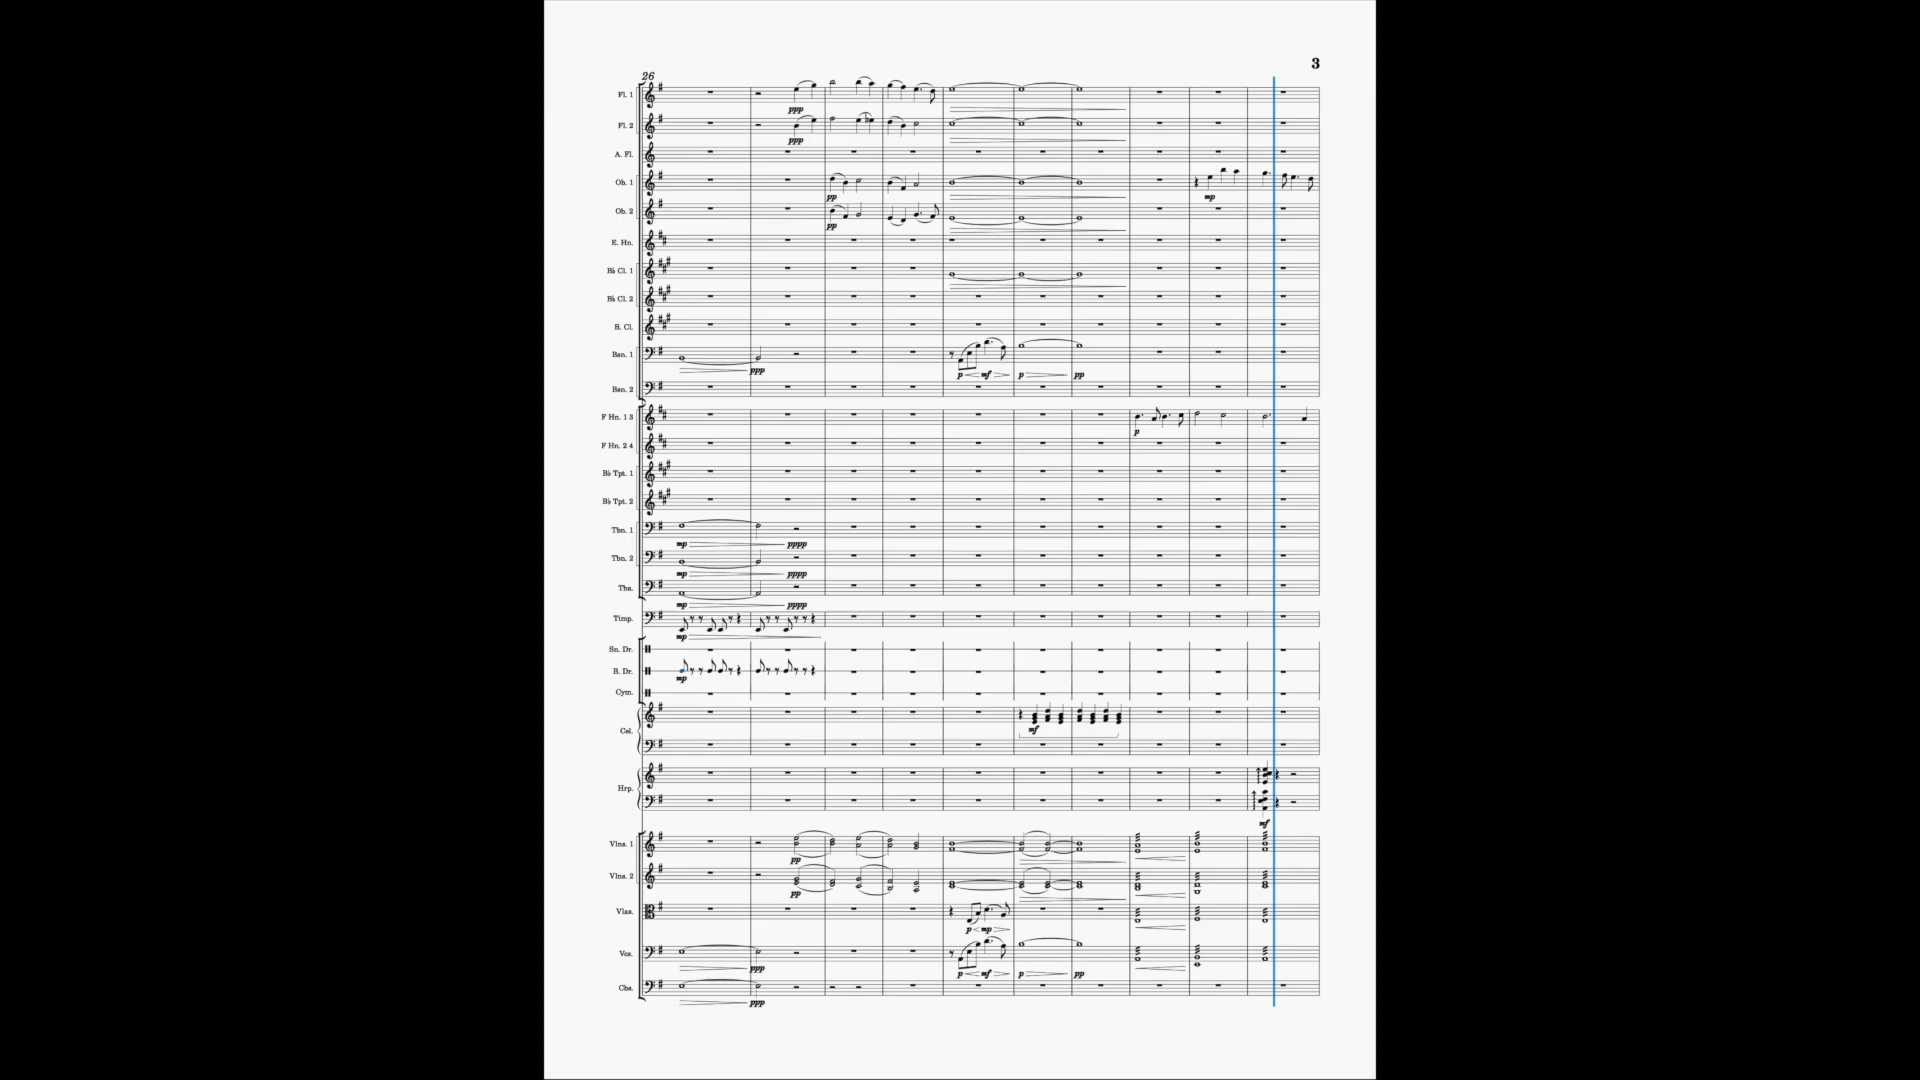 3
26
Fl. 1
ppp
Fl. 2
ppp
A. Fl.
Ob. 1
pp
mp
Ob. 2
pp
E. Hn.
B♭ Cl. 1
B♭ Cl. 2
B. Cl.
Bsn. 1
ppp
p mf p pp
Bsn. 2
F Hn. 1 3
p
F Hn. 2 4
B♭ Tpt. 1
B♭ Tpt. 2
Tbn. 1
mp pppp
Tbn. 2
mp pppp
Tba.
mp pppp
Timp.
mp
Sn. Dr.
B. Dr.
mp
Cym.
Cel.
mf
Hrp.
mf
Vlns. 1
pp
Vlns. 2
pp
Vlas.
p mp
Vcs.
ppp
p mf p pp
Cbs.
ppp